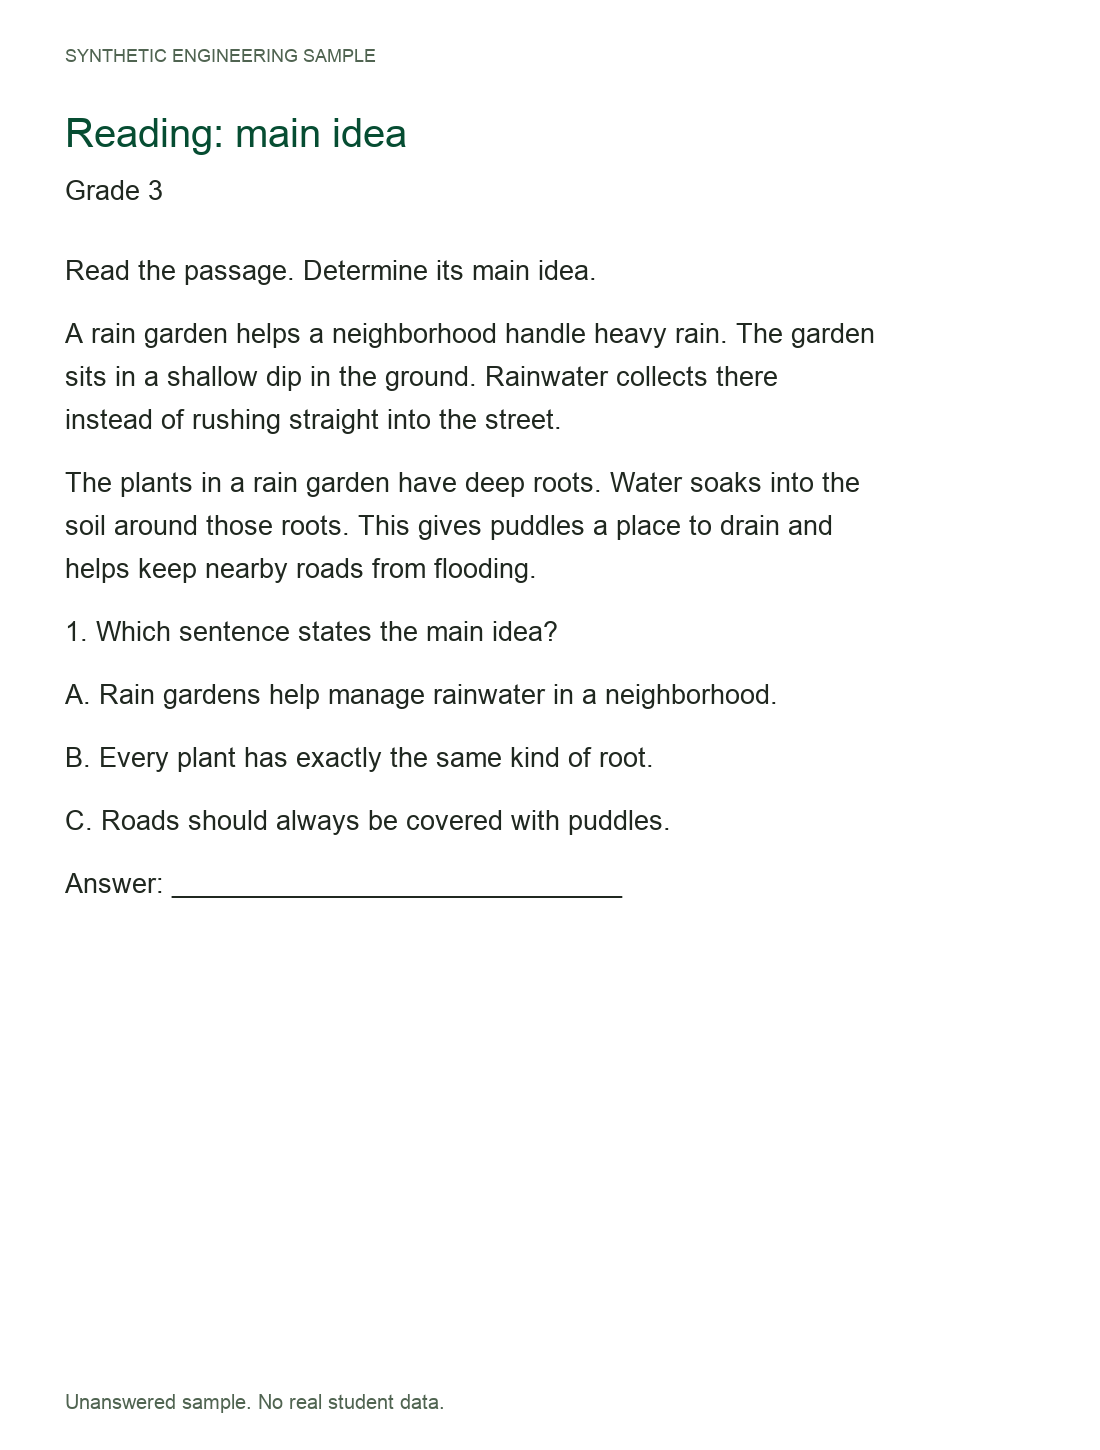 SYNTHETIC ENGINEERING SAMPLE
Reading: main idea
Grade 3
Read the passage. Determine its main idea.
A rain garden helps a neighborhood handle heavy rain. The garden
sits in a shallow dip in the ground. Rainwater collects there
instead of rushing straight into the street.
The plants in a rain garden have deep roots. Water soaks into the
soil around those roots. This gives puddles a place to drain and
helps keep nearby roads from flooding.
1. Which sentence states the main idea?
A. Rain gardens help manage rainwater in a neighborhood.
B. Every plant has exactly the same kind of root.
C. Roads should always be covered with puddles.
Answer: ______________________________
Unanswered sample. No real student data.